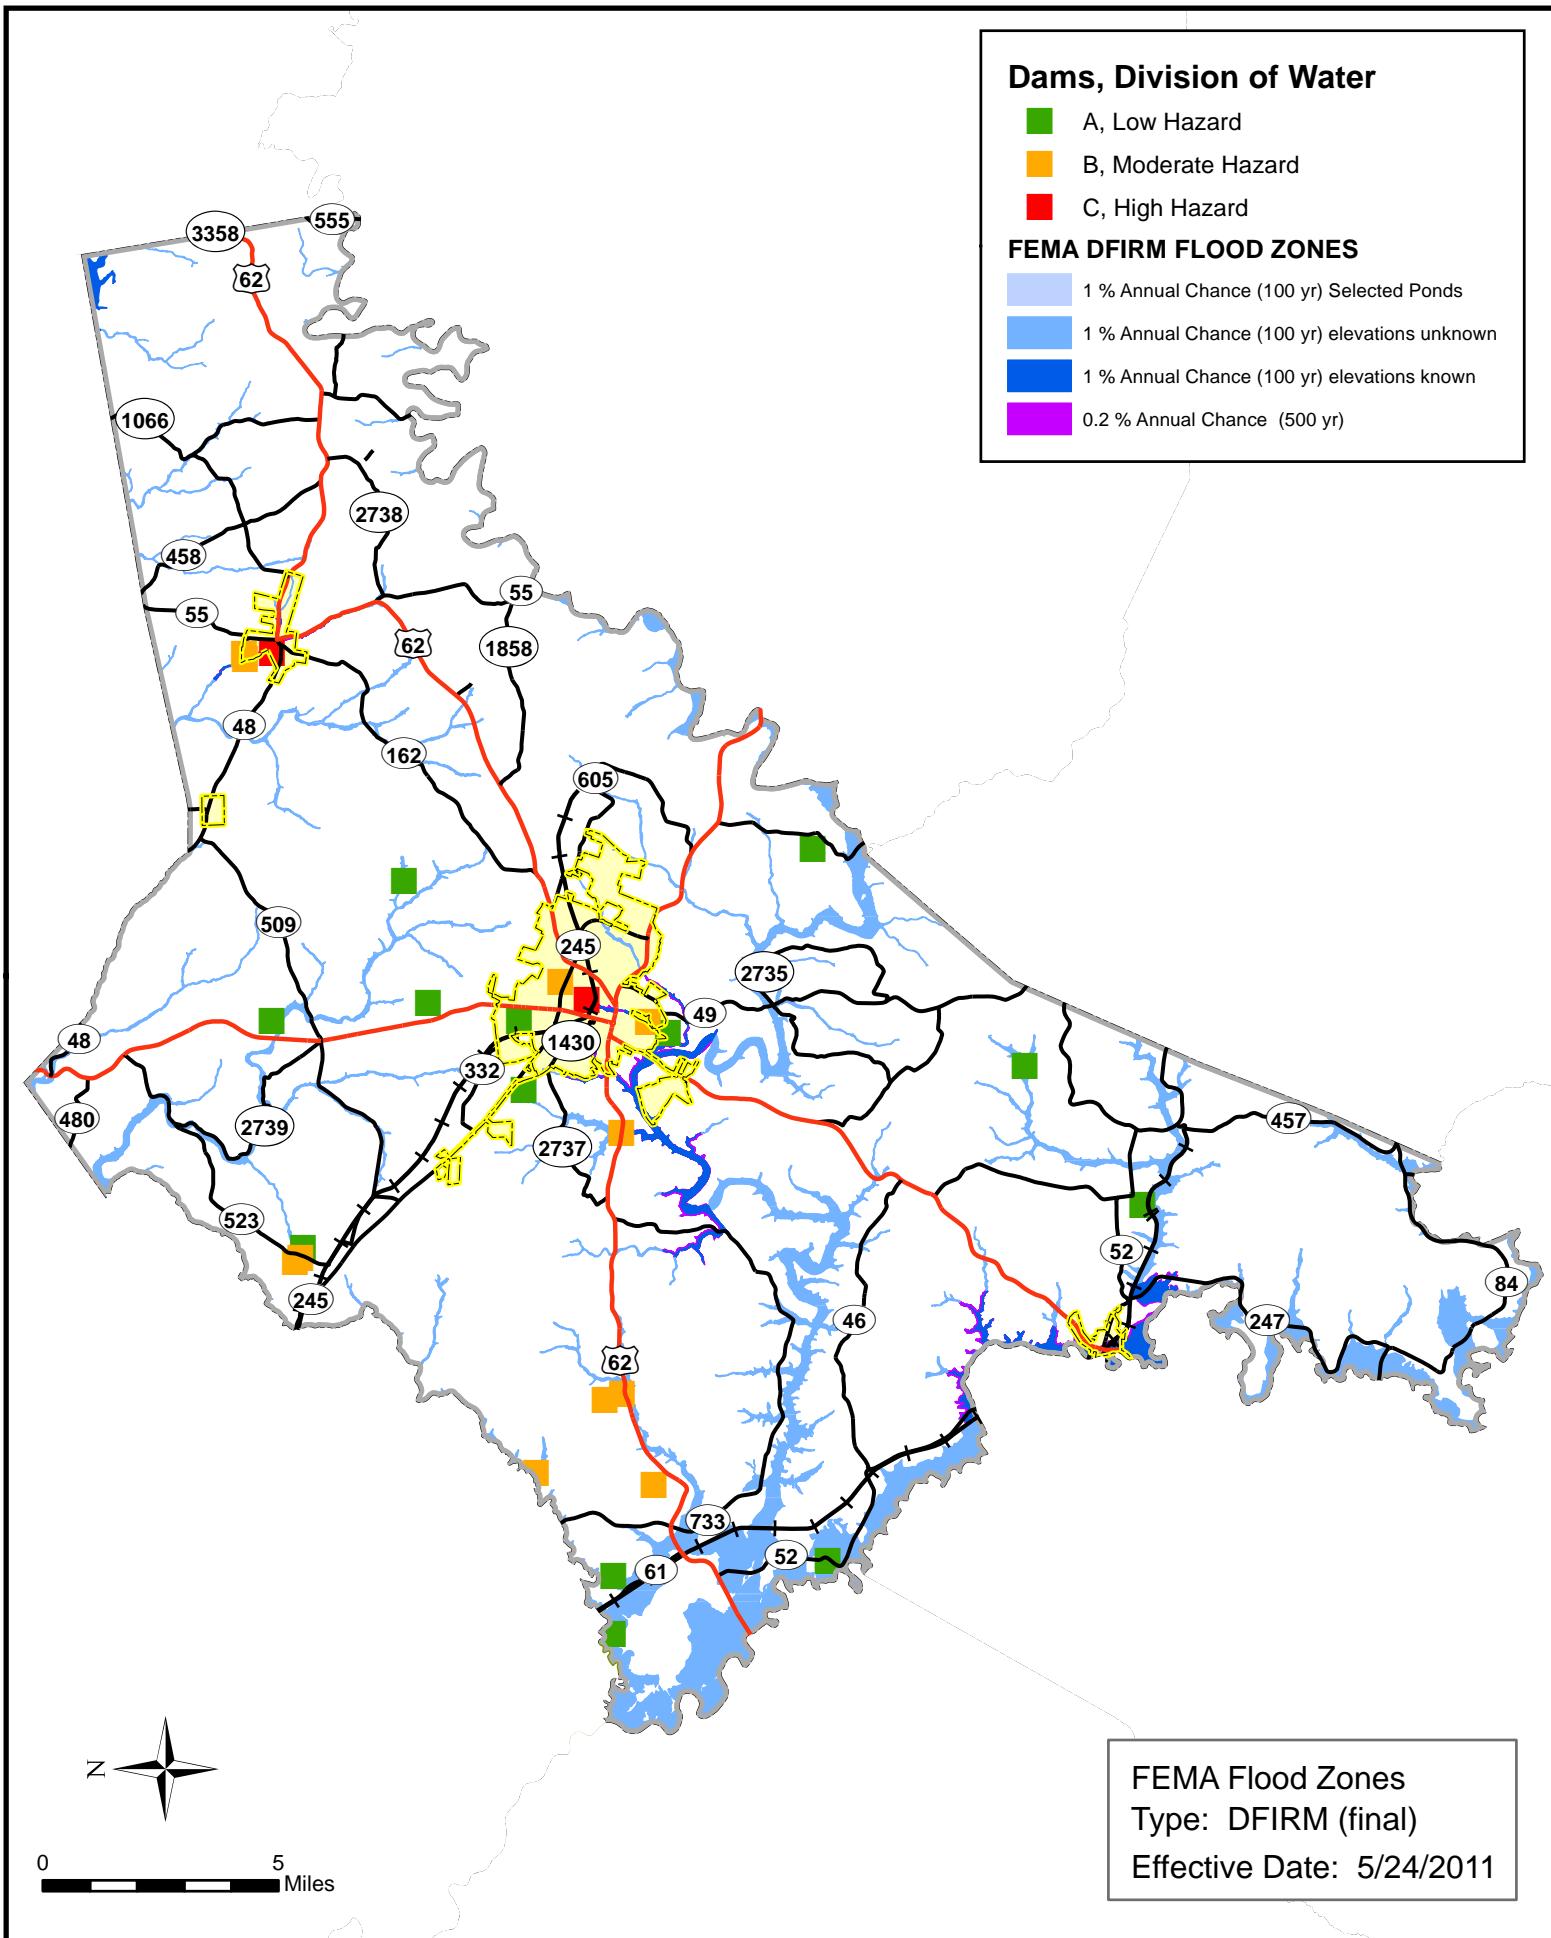 Dams, Division of Water
A, Low Hazard
B, Moderate Hazard
C, High Hazard
FEMA DFIRM FLOOD ZONES
1 % Annual Chance (100 yr) Selected Ponds
1 % Annual Chance (100 yr) elevations unknown
1 % Annual Chance (100 yr) elevations known
0.2 % Annual Chance (500 yr)
555
3358
62
1066
2738
458
55
55
62
1858
48
162
605
509
245
2735
49
48
1430
332
480
2739
2737
457
523
52
84
245
46
247
62
733
52
61
N
0 5
Miles
FEMA Flood Zones
Type: DFIRM (final)
Effective Date: 5/24/2011